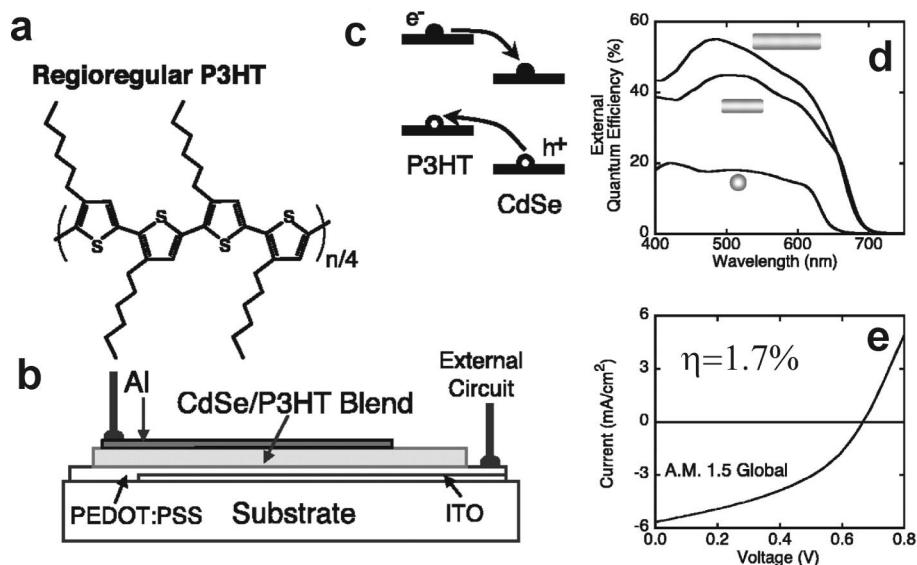 a
Regioregular P3HT
S
S
S
S
n/4
b
Al
CdSe/P3HT Blend
External
Circuit
PEDOT:PSS
Substrate
ITO
c
e-
P3HT
h+
CdSe
d
External
Quantum Efficiency (%)
60
40
20
0
400
500
600
700
Wavelength (nm)
e
η=1.7%
Current (mA/cm²)
6
3
0
-3
-6
A.M. 1.5 Global
0.0
0.2
0.4
0.6
0.8
Voltage (V)